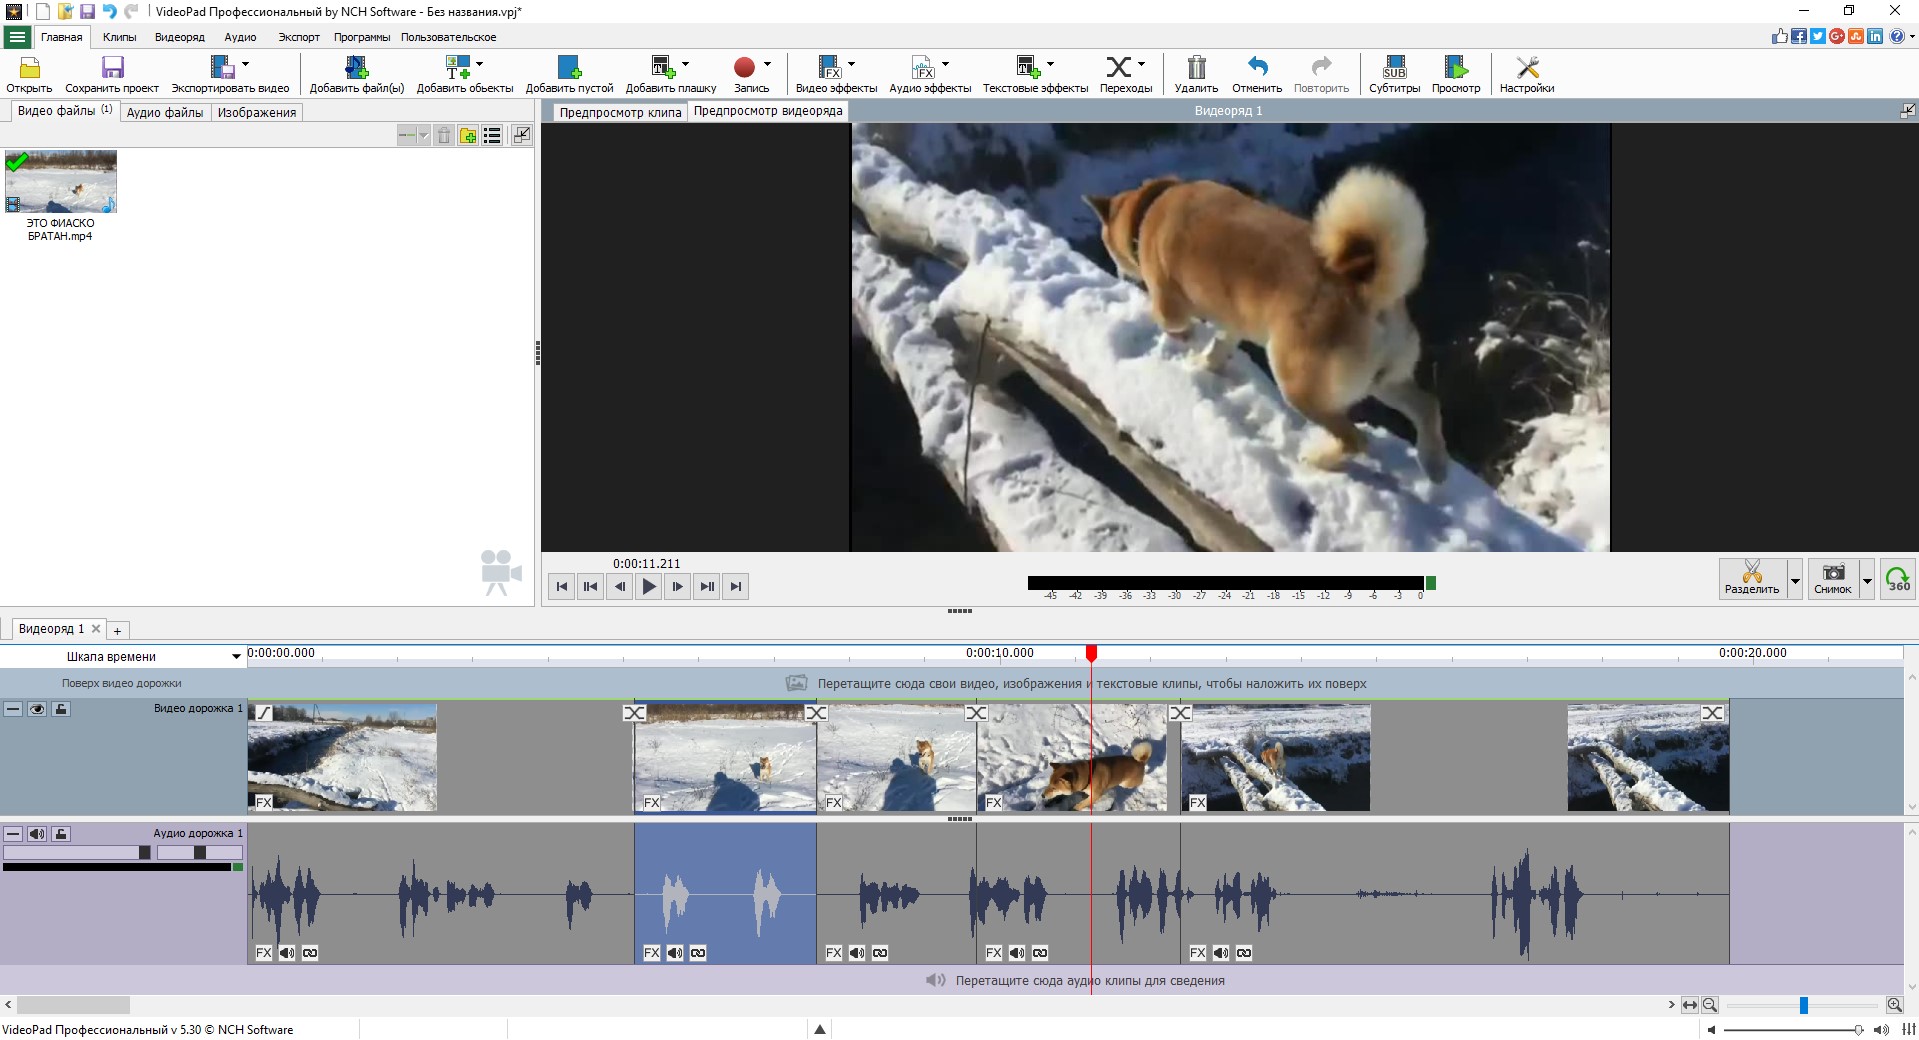 VideoPad Профессиональный by NCH Software - Без названия.vpj*
Главная Клипы Видеоряд Аудио Экспорт Программы Пользовательское
Открыть Сохранить проект Экспортировать видео Добавить файл(ы) Добавить объекты Добавить пустой Добавить плашку Запись Видео эффекты Аудио эффекты Текстовые эффекты Переходы Удалить Отменить Повторить Субтитры Просмотр Настройки
Видео файлы (1) Аудио файлы Изображения
Предпросмотр клипа Предпросмотр видеоряда Видеоряд 1
ЭТО ФИАСКО
БРАТАН.mp4
0:00:11.211
-45 -42 -39 -36 -33 -30 -27 -24 -21 -18 -15 -12 -9 -6 -3 0
Разделить Снимок 360
Видеоряд 1 +
Шкала времени 0:00:00.000 0:00:10.000 0:00:20.000
Поверх видео дорожки Перетащите сюда свои видео, изображения и текстовые клипы, чтобы наложить их поверх
Видео дорожка 1
FX FX FX FX FX
Аудио дорожка 1
FX FX FX FX FX
Перетащите сюда аудио клипы для сведения
VideoPad Профессиональный v 5.30 © NCH Software